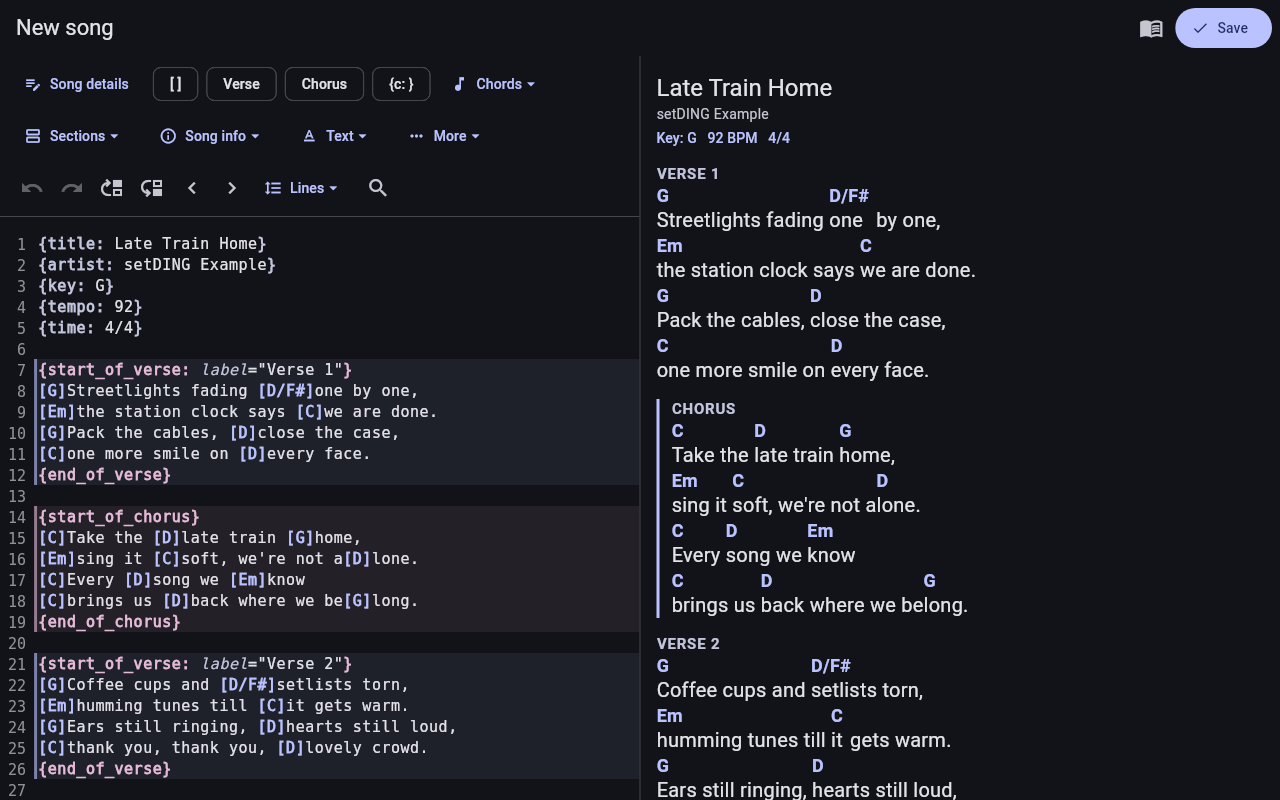 New song
Save
Song details
[]
Verse
Chorus
{c: }
Chords
Sections
Song info
Text
More
Lines
1 {title: Late Train Home}
2 {artist: setDING Example}
3 {key: G}
4 {tempo: 92}
5 {time: 4/4}
6
7 {start_of_verse: label="Verse 1"}
8 [G]Streetlights fading [D/F#]one by one,
9 [Em]the station clock says [C]we are done.
10 [G]Pack the cables, [D]close the case,
11 [C]one more smile on [D]every face.
12 {end_of_verse}
13
14 {start_of_chorus}
15 [C]Take the [D]late train [G]home,
16 [Em]sing it [C]soft, we're not a[D]lone.
17 [C]Every [D]song we [Em]know
18 [C]brings us [D]back where we be[G]long.
19 {end_of_chorus}
20
21 {start_of_verse: label="Verse 2"}
22 [G]Coffee cups and [D/F#]setlists torn,
23 [Em]humming tunes till [C]it gets warm.
24 [G]Ears still ringing, [D]hearts still loud,
25 [C]thank you, thank you, [D]lovely crowd.
26 {end_of_verse}
27
Late Train Home
setDING Example
Key: G 92 BPM 4/4
VERSE 1
G D/F#
Streetlights fading one by one,
Em C
the station clock says we are done.
G D
Pack the cables, close the case,
C D
one more smile on every face.
CHORUS
C D G
Take the late train home,
Em C D
sing it soft, we're not alone.
C D Em
Every song we know
C D G
brings us back where we belong.
VERSE 2
G D/F#
Coffee cups and setlists torn,
Em C
humming tunes till it gets warm.
G D
Ears still ringing, hearts still loud,